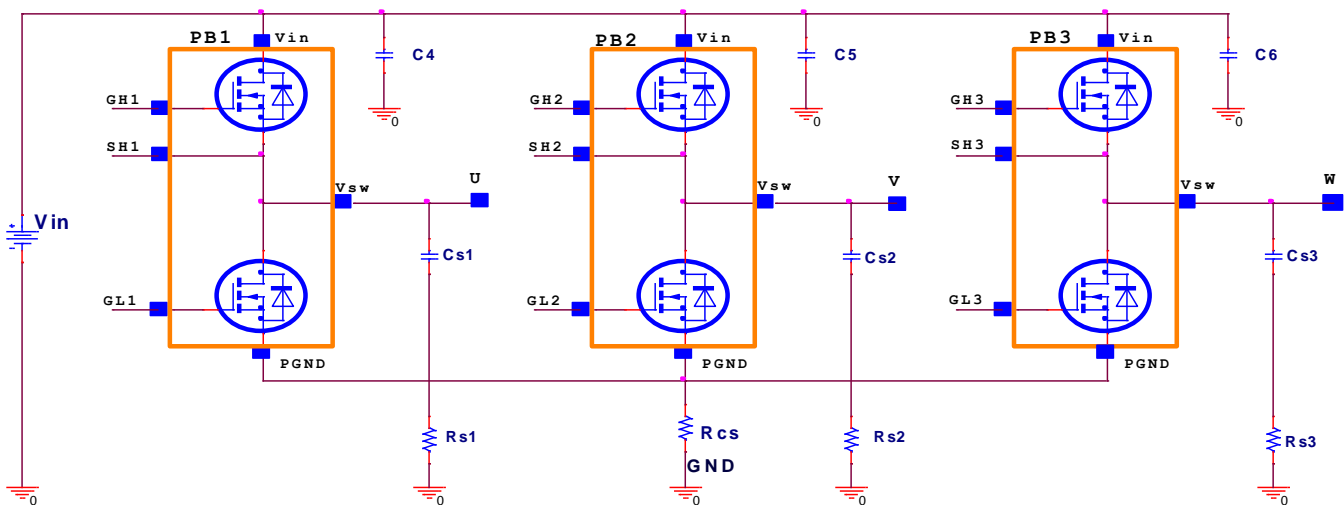 PB1 Vin C4 PB2 Vin C5 PB3 Vin C6
GH1 0 GH2 0 GH3 0
SH1 SH2 SH3
Vsw U Vsw V Vsw W
+ Vin
-
Cs1 Cs2 Cs3
GL1 GL2 GL3
PGND PGND PGND
Rs1 Rcs Rs2 Rs3
GND
0 0 0 0 0